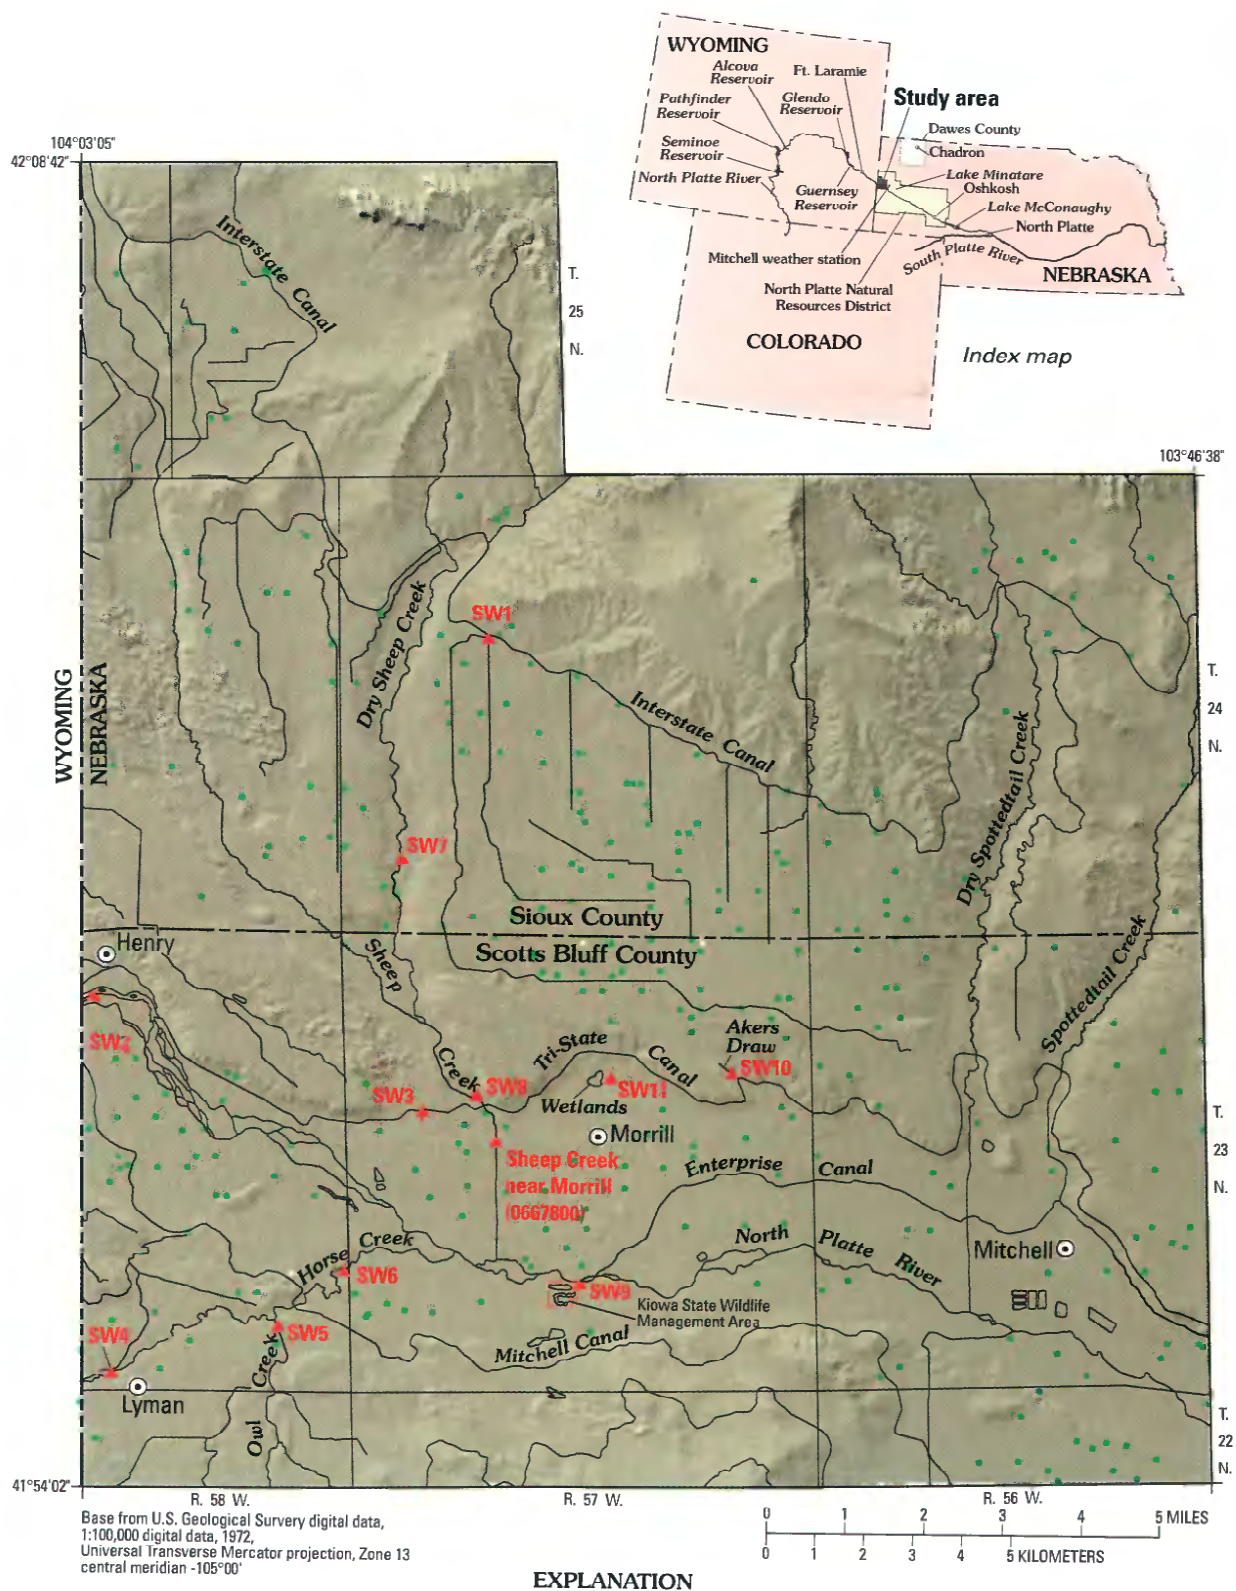 WYOMING
Alcova
Reservoir
Ft. Laramie
Pathfinder
Reservoir
Glendo
Reservoir
Study area
Dawes County
Chadron
Seminoe
Reservoir
North Platte River
Guernsey
Reservoir
Lake Minatare
Oshkosh
Lake McConaughy
North Platte
Mitchell weather station
South Platte River
NEBRASKA
North Platte Natural
Resources District
COLORADO
Index map
104°03'05"
42°08'42"
Interstate Canal
T.
25
N.
103°46'38"
SW1
Dry Sheep Creek
WYOMING
NEBRASKA
Interstate Canal
T.
24
N.
Dry Spottedtail Creek
SW7
Sioux County
Scotts Bluff County
Henry
Sheep
Creek
Spottedtail Creek
SW2
Tri-State
Canal
Akers
Draw
SW10
SW3
SW8
SW11
Wetlands
Morrill
T.
23
N.
Sheep Creek
near Morrill
(0667800)
Enterprise Canal
North Platte River
Mitchell
Horse Creek
SW6
SW9
Kiowa State Wildlife
Management Area
SW4
SW5
Mitchell Canal
Owl Creek
Lyman
T.
22
N.
41°54'02"
R. 58 W.
R. 57 W.
R. 56 W.
Base from U.S. Geological Survery digital data,
1:100,000 digital data, 1972,
Universal Transverse Mercator projection, Zone 13
central meridian -105°00'
0 1 2 3 4 5 MILES
0 1 2 3 4 5 KILOMETERS
EXPLANATION